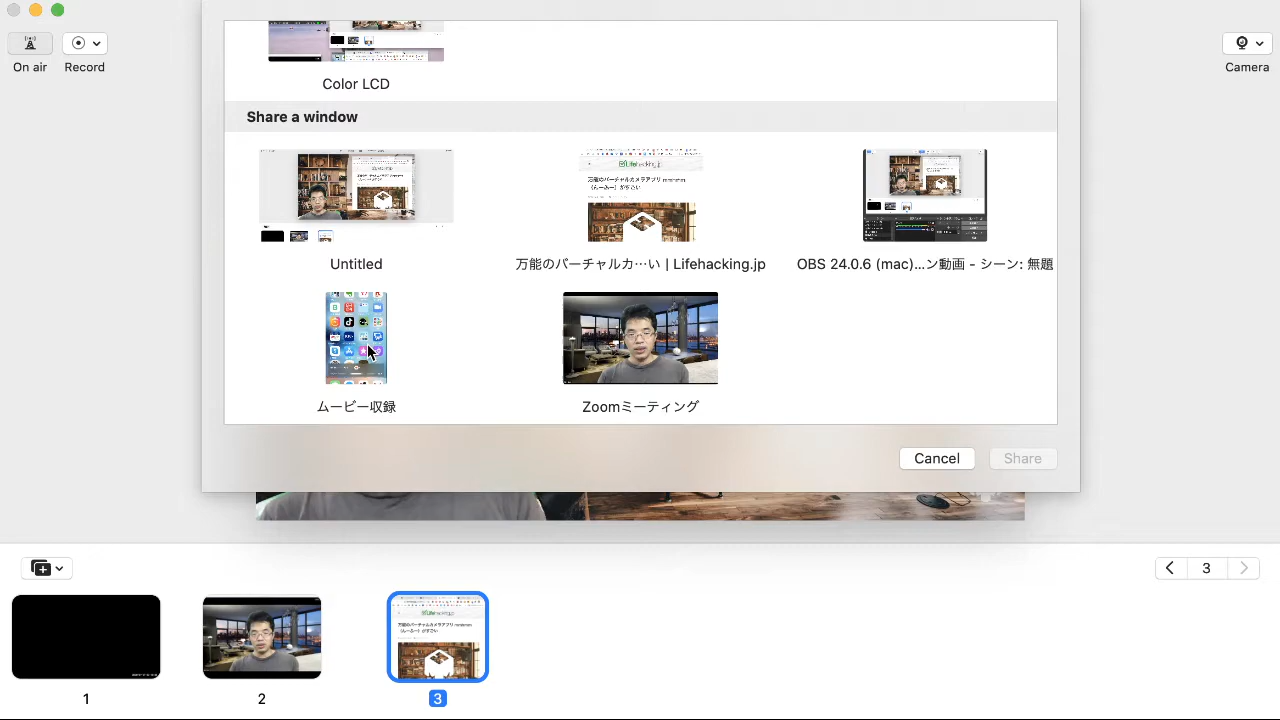 On air
Record
Camera
Color LCD
Share a window
Untitled
万能のバーチャルカ…い | Lifehacking.jp
OBS 24.0.6 (mac)...ン動画 - シーン: 無題
ムービー収録
Zoomミーティング
Cancel
Share
3
1
2
3